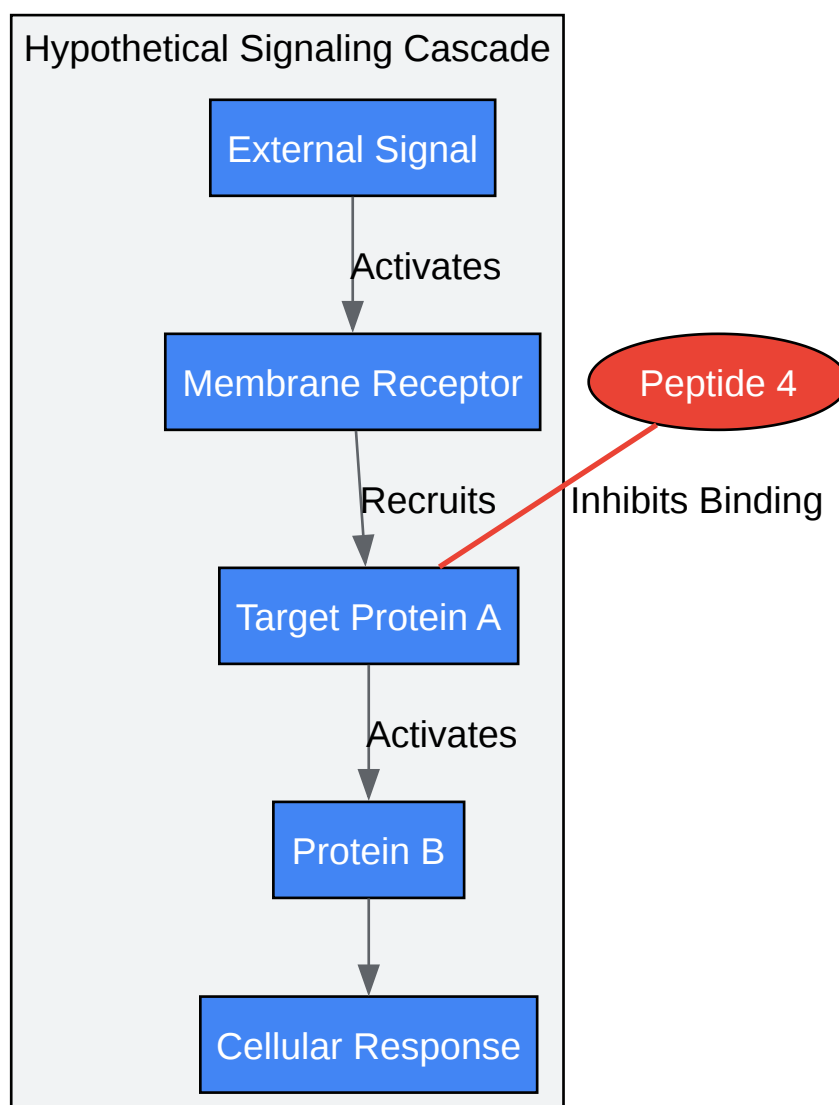 Hypothetical Signaling Cascade
External Signal
Activates
Membrane Receptor
Peptide 4
Recruits
Inhibits Binding
Target Protein A
Activates
Protein B
Cellular Response